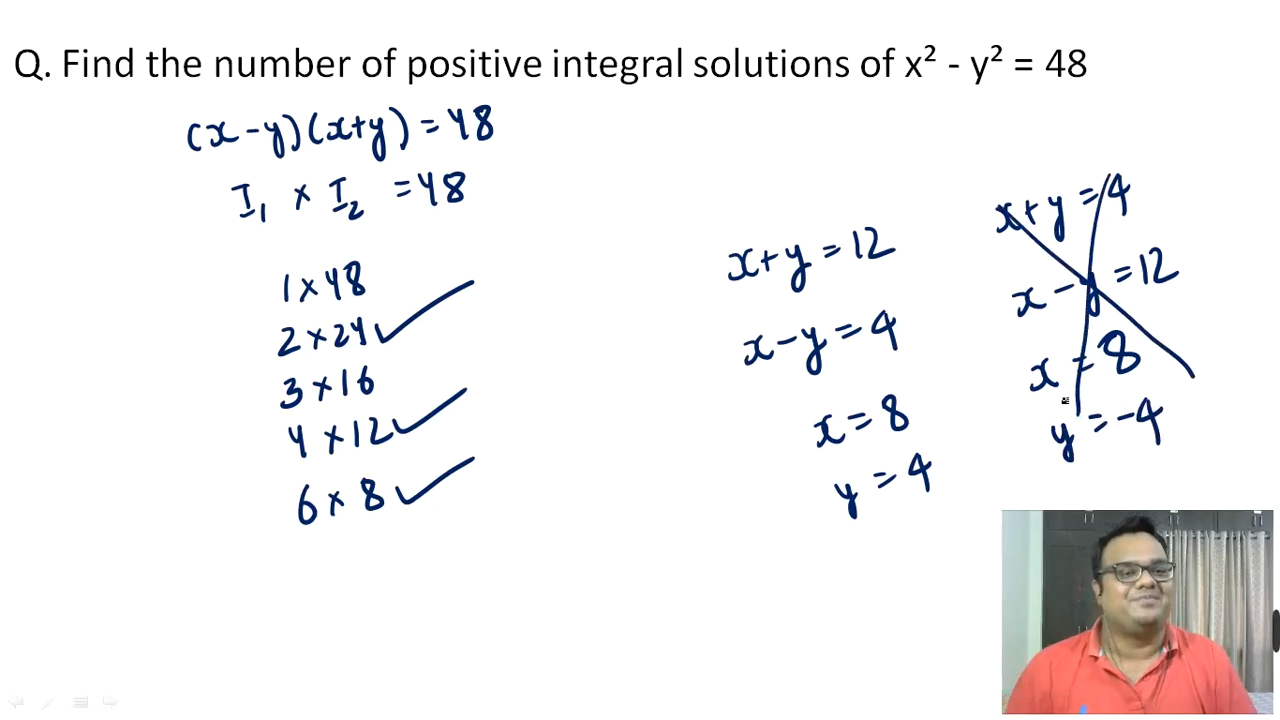 Q. Find the number of positive integral solutions of x² - y² = 48
(x-y)(x+y) = 48
I₁ × I₂ = 48
1 × 48
2 × 24
3 × 16
4 × 12
6 × 8
x+y = 12
x-y = 4
x = 8
y = 4
x+y = 4
x-y = 12
x = 8
y = -4